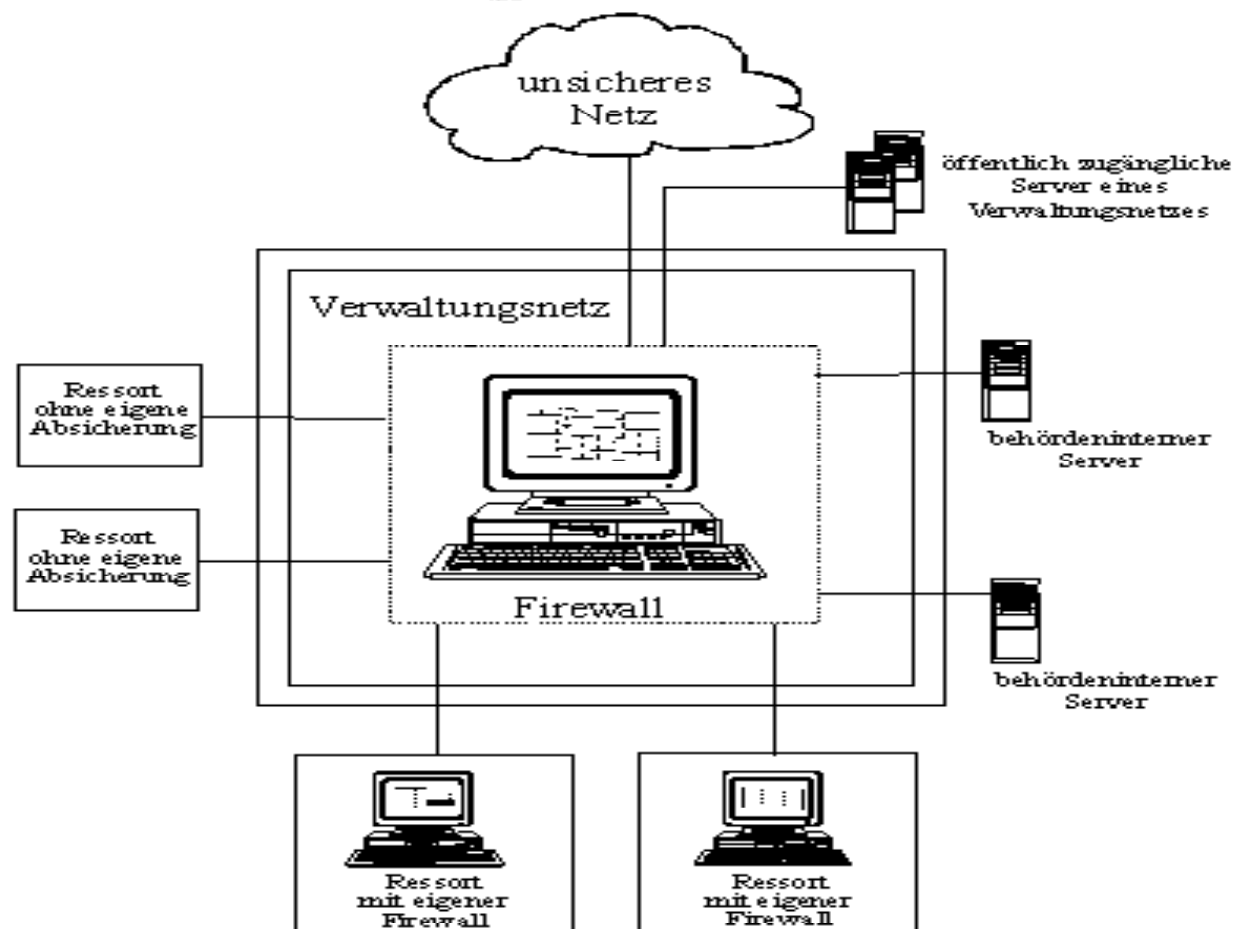 unsicheres
Netz
öffentlich zugängliche
Server eines
Verwaltungsnetzes
Verwaltungsnetz
Ressort
ohne eigene
Absicherung
behördeninterner
Server
Ressort
ohne eigene
Absicherung
Firewall
behördeninterner
Server
Ressort
mit eigener
Firewall
Ressort
mit eigener
Firewall